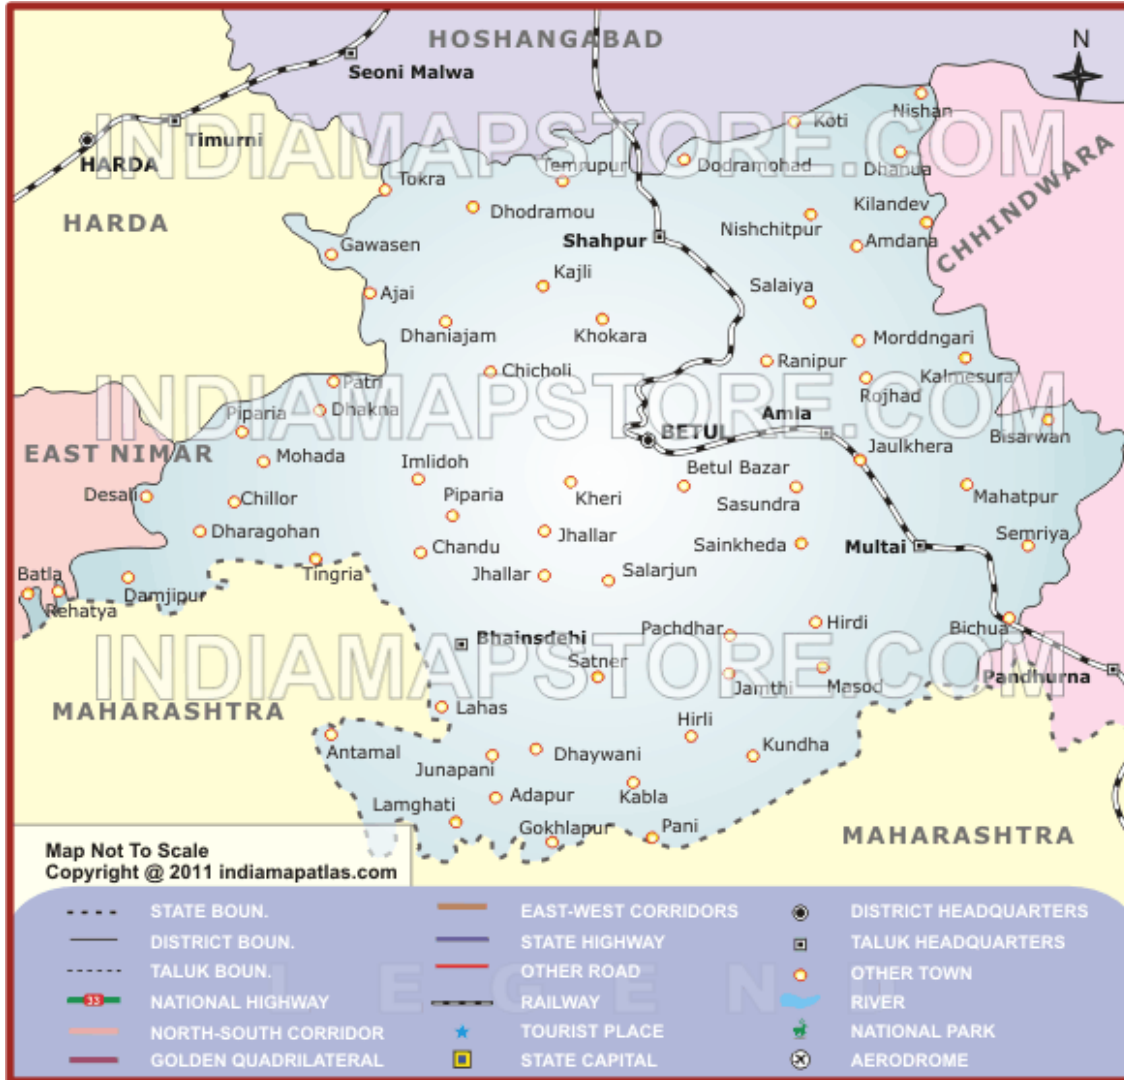 HOSHANGABAD
N
Seoni Malwa
Nishan
Koti
INDIAMAPSTORE.COM
Timurni
HARDA
Temrupur
Dodramohad
Dhanua
Tokra
CHHINDWARA
Kilandev
Dhodramou
HARDA
Nishchitpur
Shahpur
Amdana
Gawasen
Kajli
Salaiya
Ajai
Dhaniajam
Khokara
Morddngari
Chicholi
Ranipur
Kalmesura
Patri
Rojhad
INDIAMAPSTORE.COM
Piparia
Dhakna
Amla
BETUL
Bisarwan
EAST NIMAR
Mohada
Imlidoh
Jaulkhera
Betul Bazar
Desali
Chillor
Piparia
Kheri
Sasundra
Mahatpur
Dharagohan
Jhallar
Semriya
Chandu
Sainkheda
Multai
Batla
Tingria
Jhallar
Salarjun
Rehatya
Damjipur
Bhainsdehi
Pachdhar
Hirdi
Bichua
INDIAMAPSTORE.COM
Satner
Jamthi
Masod
Pandhurna
MAHARASHTRA
Lahas
Hirli
Antamal
Junapani
Dhaywani
Kundha
Lamghati
Adapur
Kabla
Gokhlapur
Pani
MAHARASHTRA
Map Not To Scale
Copyright @ 2011 indiamapatlas.com
LEGEND
STATE BOUN.
EAST-WEST CORRIDORS
DISTRICT HEADQUARTERS
DISTRICT BOUN.
STATE HIGHWAY
TALUK HEADQUARTERS
TALUK BOUN.
OTHER ROAD
OTHER TOWN
33
NATIONAL HIGHWAY
RAILWAY
RIVER
NORTH-SOUTH CORRIDOR
TOURIST PLACE
NATIONAL PARK
GOLDEN QUADRILATERAL
STATE CAPITAL
AERODROME